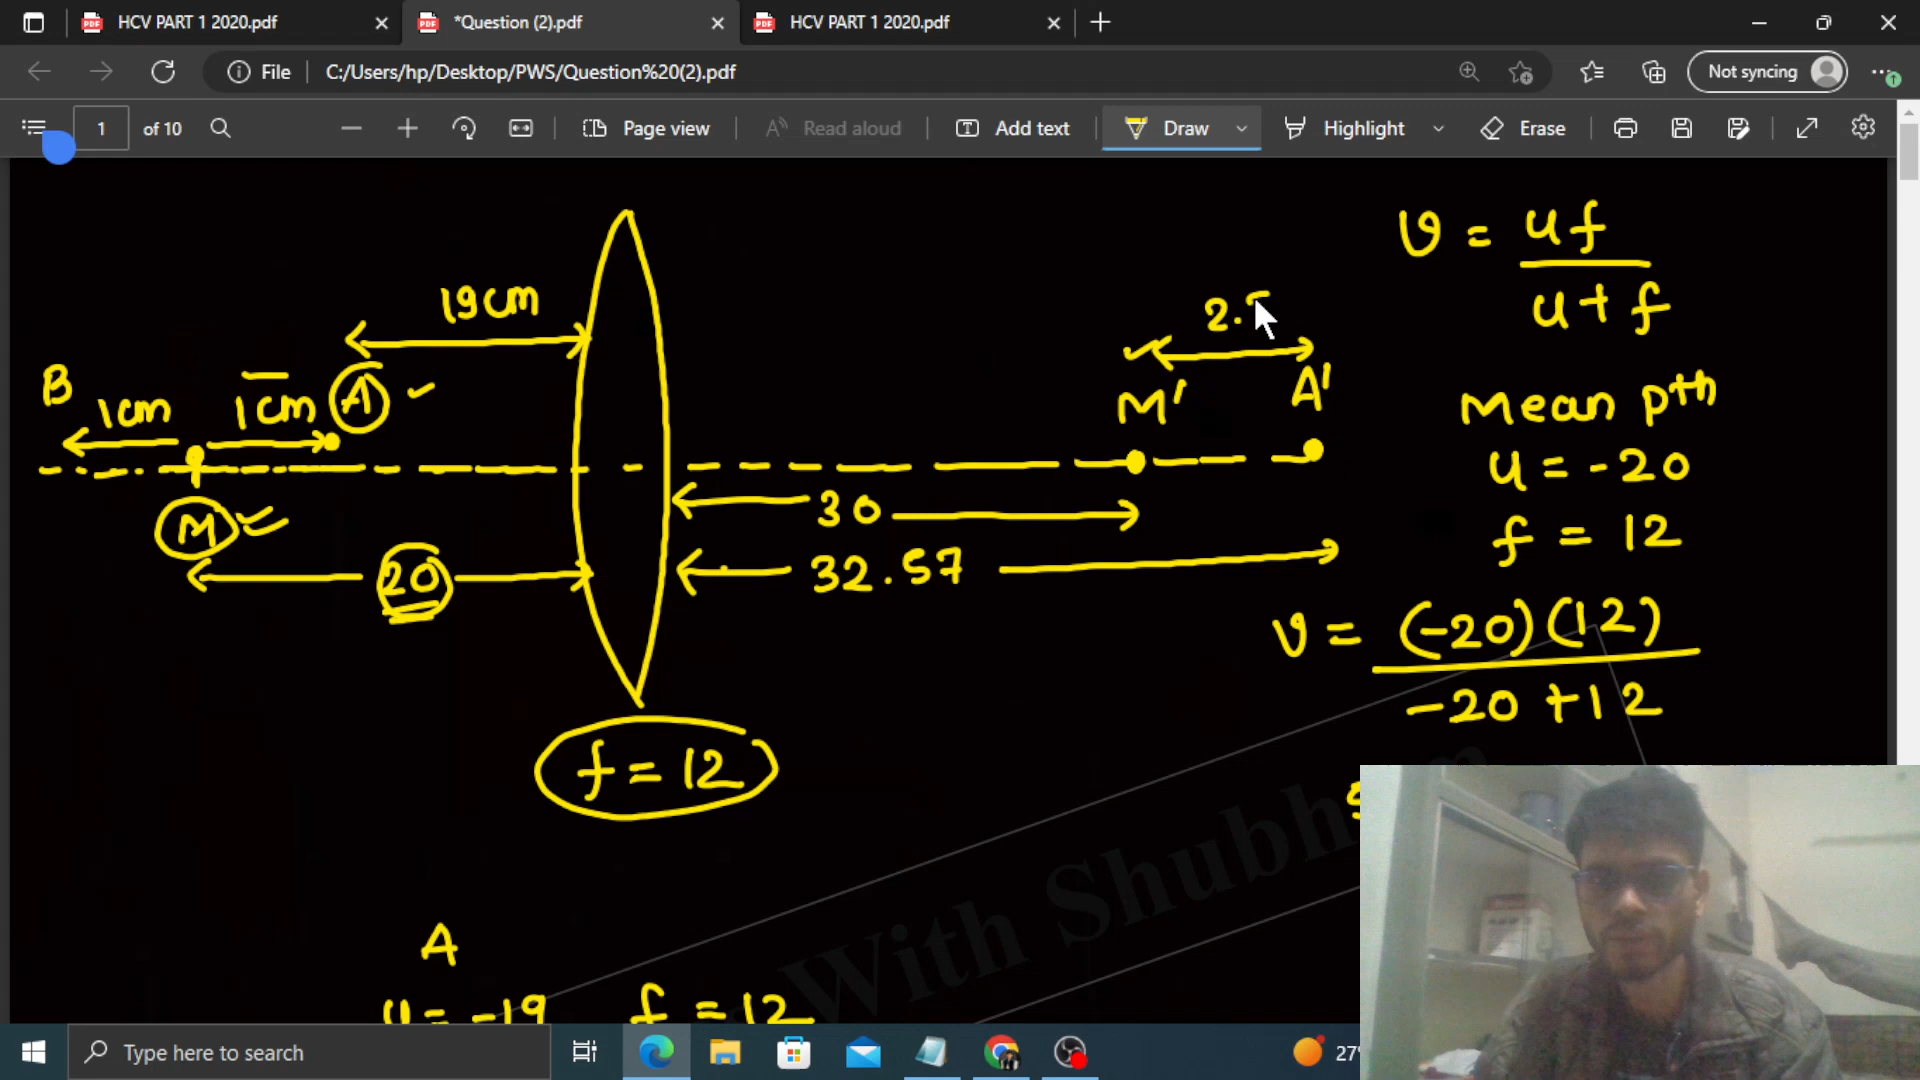 HCV PART 1 2020.pdf
*Question (2).pdf
HCV PART 1 2020.pdf
File
C:/Users/hp/Desktop/PWS/Question%20(2).pdf
Not syncing
1 of 10
Page view
Read aloud
Add text
Draw
Highlight
Erase
v = uf
u + f
19cm
2.
B
1cm
1cm
A
M'
A'
Mean pth
u = -20
M
30
f = 12
20
32.57
v = (-20)(12)
-20 + 12
f = 12
With Shubh
A
u = -19
f = 12
Type here to search
27°